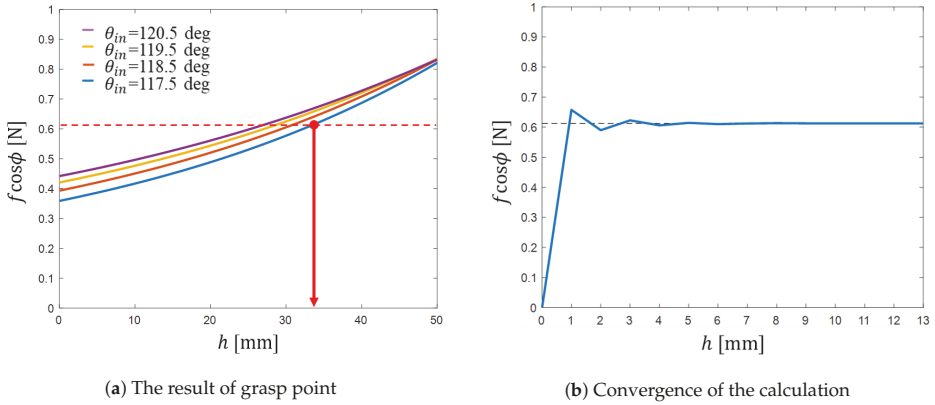 1
0.9
0.8
0.7
0.6
0.5
0.4
0.3
0.2
0.1
0
θ_in=120.5 deg
θ_in=119.5 deg
θ_in=118.5 deg
θ_in=117.5 deg
f cosϕ [N]
0 10 20 30 40 50
h [mm]
(a) The result of grasp point
1
0.9
0.8
0.7
0.6
0.5
0.4
0.3
0.2
0.1
0
f cosϕ [N]
0 1 2 3 4 5 6 7 8 9 10 11 12 13
h [mm]
(b) Convergence of the calculation